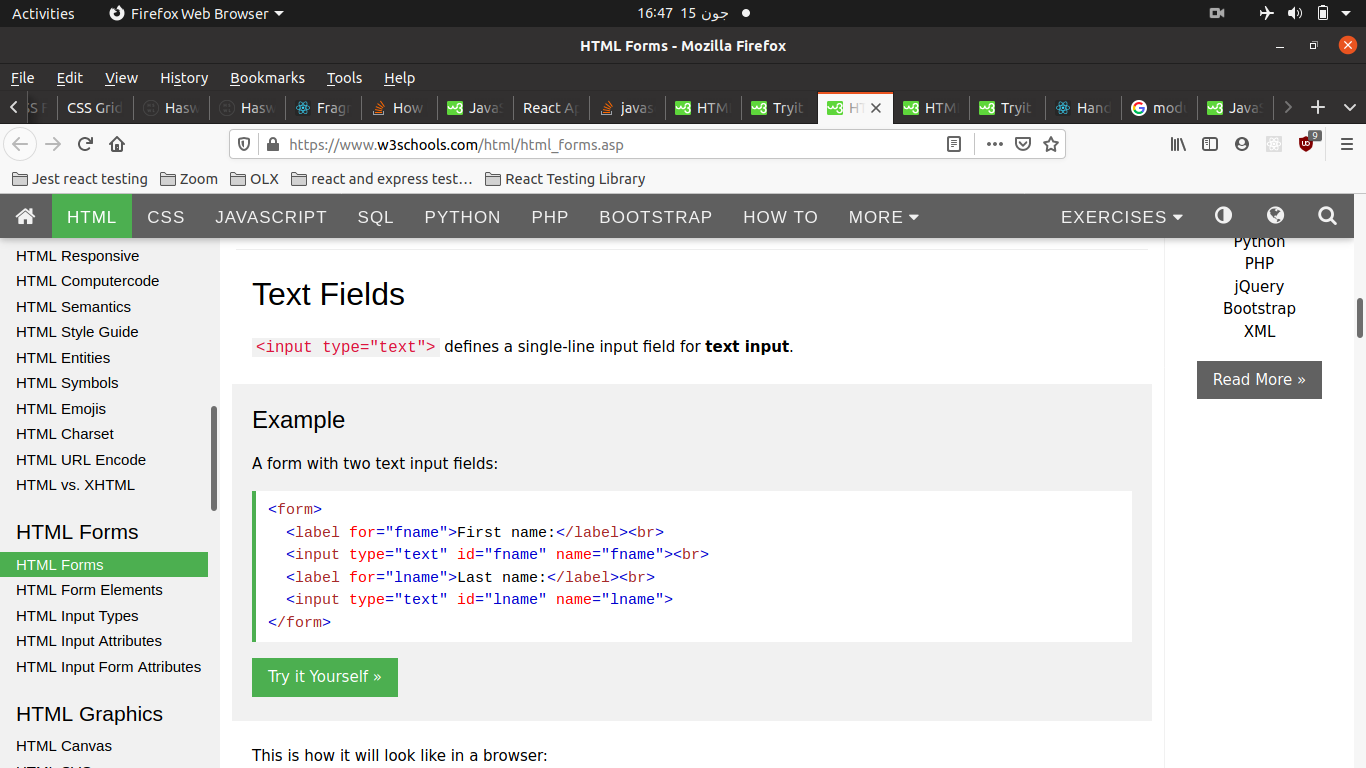 Activities Firefox Web Browser جون 15 16:47
HTML Forms - Mozilla Firefox
File Edit View History Bookmarks Tools Help
CSS Grid Hasw Hasw Fragr How JavaS React Ap javas HTM Tryit HT HTM Tryit Hand mod JavaS
https://www.w3schools.com/html/html_forms.asp 9
Jest react testing Zoom OLX react and express test… React Testing Library
HTML CSS JAVASCRIPT SQL PYTHON PHP BOOTSTRAP HOW TO MORE EXERCISES
HTML Responsive
HTML Computercode
HTML Semantics
HTML Style Guide
HTML Entities
HTML Symbols
HTML Emojis
HTML Charset
HTML URL Encode
HTML vs. XHTML
HTML Forms
HTML Forms
HTML Form Elements
HTML Input Types
HTML Input Attributes
HTML Input Form Attributes
HTML Graphics
HTML Canvas
Text Fields
<input type="text"> defines a single-line input field for text input.
Example
A form with two text input fields:
<form>
  <label for="fname">First name:</label><br>
  <input type="text" id="fname" name="fname"><br>
  <label for="lname">Last name:</label><br>
  <input type="text" id="lname" name="lname">
</form>
Try it Yourself »
This is how it will look like in a browser:
Python
PHP
jQuery
Bootstrap
XML
Read More »